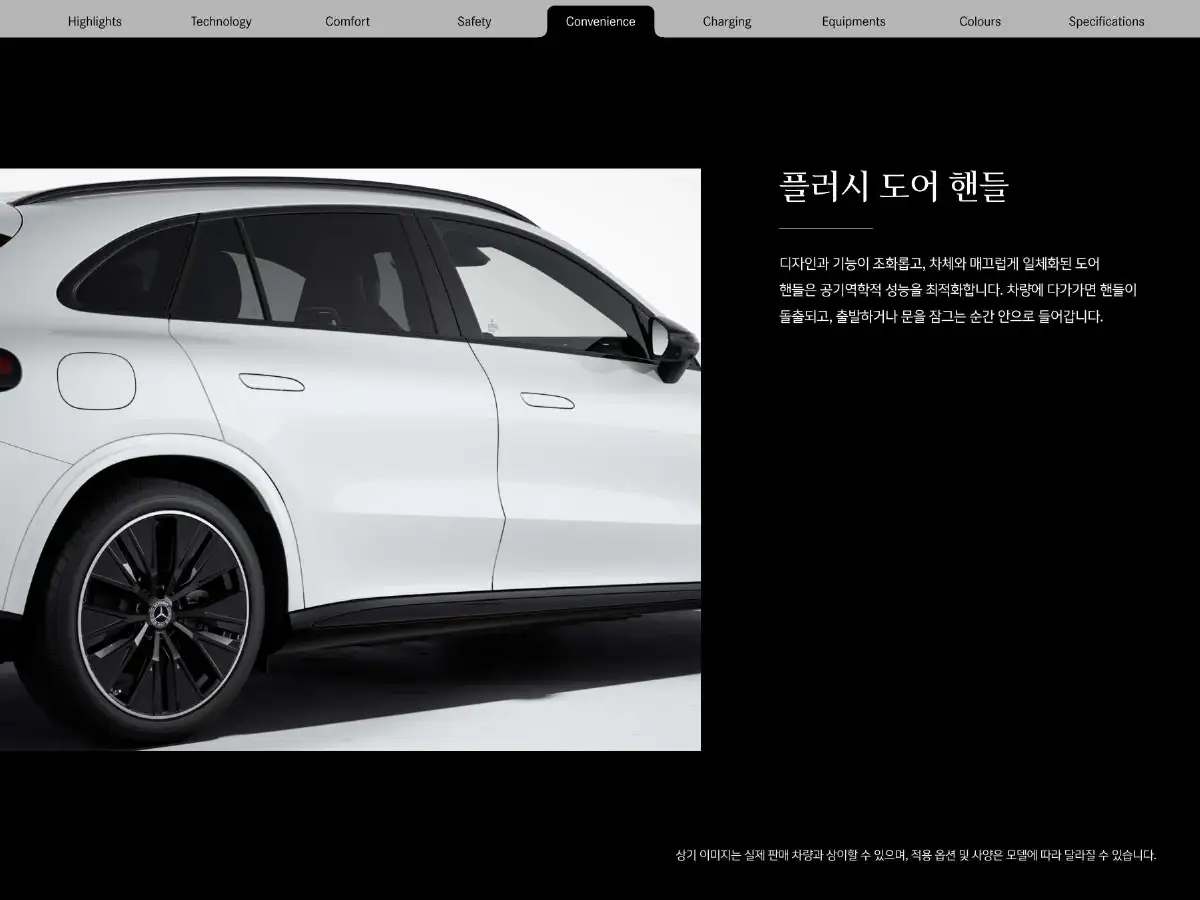 Highlights Technology Comfort Safety Convenience Charging Equipments Colours Specifications
플러시 도어 핸들
디자인과 기능이 조화롭고, 차체와 매끄럽게 일체화된 도어
핸들은 공기역학적 성능을 최적화합니다. 차량에 다가가면 핸들이
돌출되고, 출발하거나 문을 잠그는 순간 안으로 들어갑니다.
상기 이미지는 실제 판매 차량과 상이할 수 있으며, 적용 옵션 및 사양은 모델에 따라 달라질 수 있습니다.